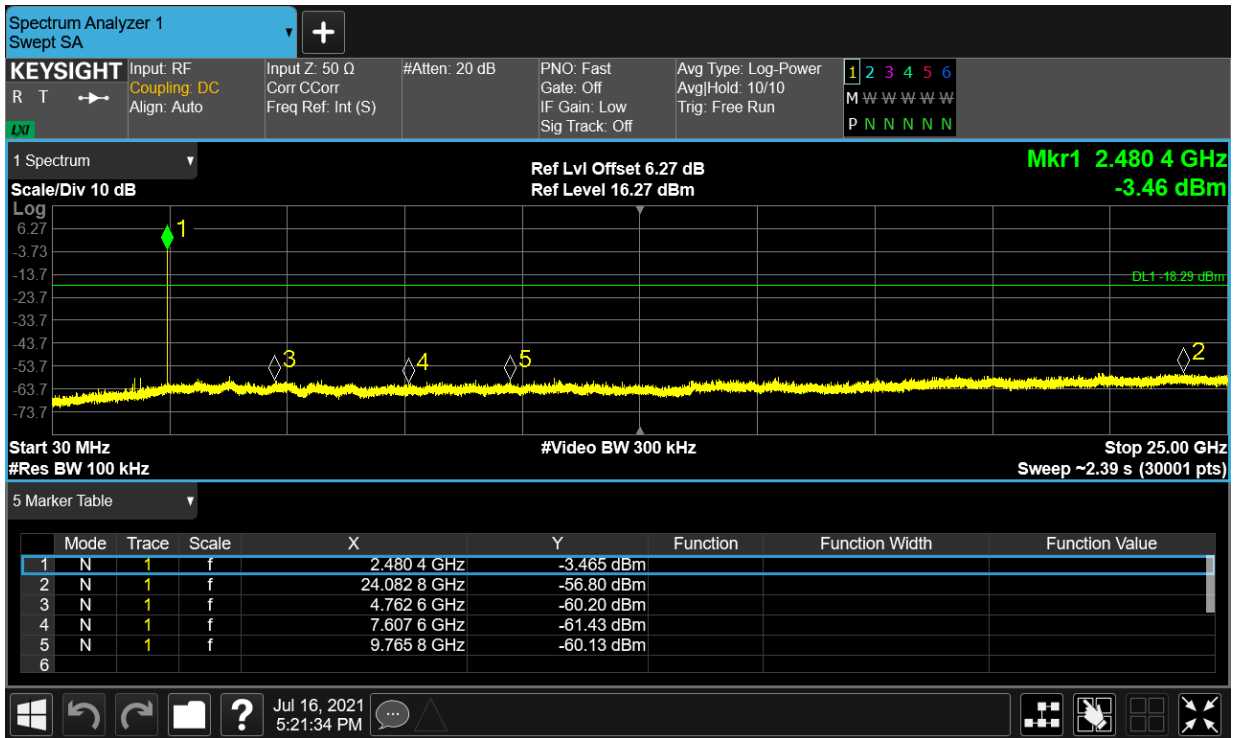 Spectrum Analyzer 1
Swept SA
+
KEYSIGHT
R T
LXI
Input: RF
Coupling: DC
Align: Auto
Input Z: 50 Ω
Corr CCorr
Freq Ref: Int (S)
#Atten: 20 dB
PNO: Fast
Gate: Off
IF Gain: Low
Sig Track: Off
Avg Type: Log-Power
Avg|Hold: 10/10
Trig: Free Run
1 2 3 4 5 6
M W W W W W
P N N N N N
1 Spectrum
Scale/Div 10 dB
Ref Lvl Offset 6.27 dB
Ref Level 16.27 dBm
Mkr1 2.480 4 GHz
-3.46 dBm
Log
6.27
-3.73
-13.7
-23.7
-33.7
-43.7
-53.7
-63.7
-73.7
1
DL1 -18.29 dBm
3
4
5
2
Start 30 MHz
#Video BW 300 kHz
Stop 25.00 GHz
#Res BW 100 kHz
Sweep ~2.39 s (30001 pts)
5 Marker Table
Mode Trace Scale X Y Function Function Width Function Value
1 N 1 f 2.480 4 GHz -3.465 dBm
2 N 1 f 24.082 8 GHz -56.80 dBm
3 N 1 f 4.762 6 GHz -60.20 dBm
4 N 1 f 7.607 6 GHz -61.43 dBm
5 N 1 f 9.765 8 GHz -60.13 dBm
6
?
Jul 16, 2021
5:21:34 PM